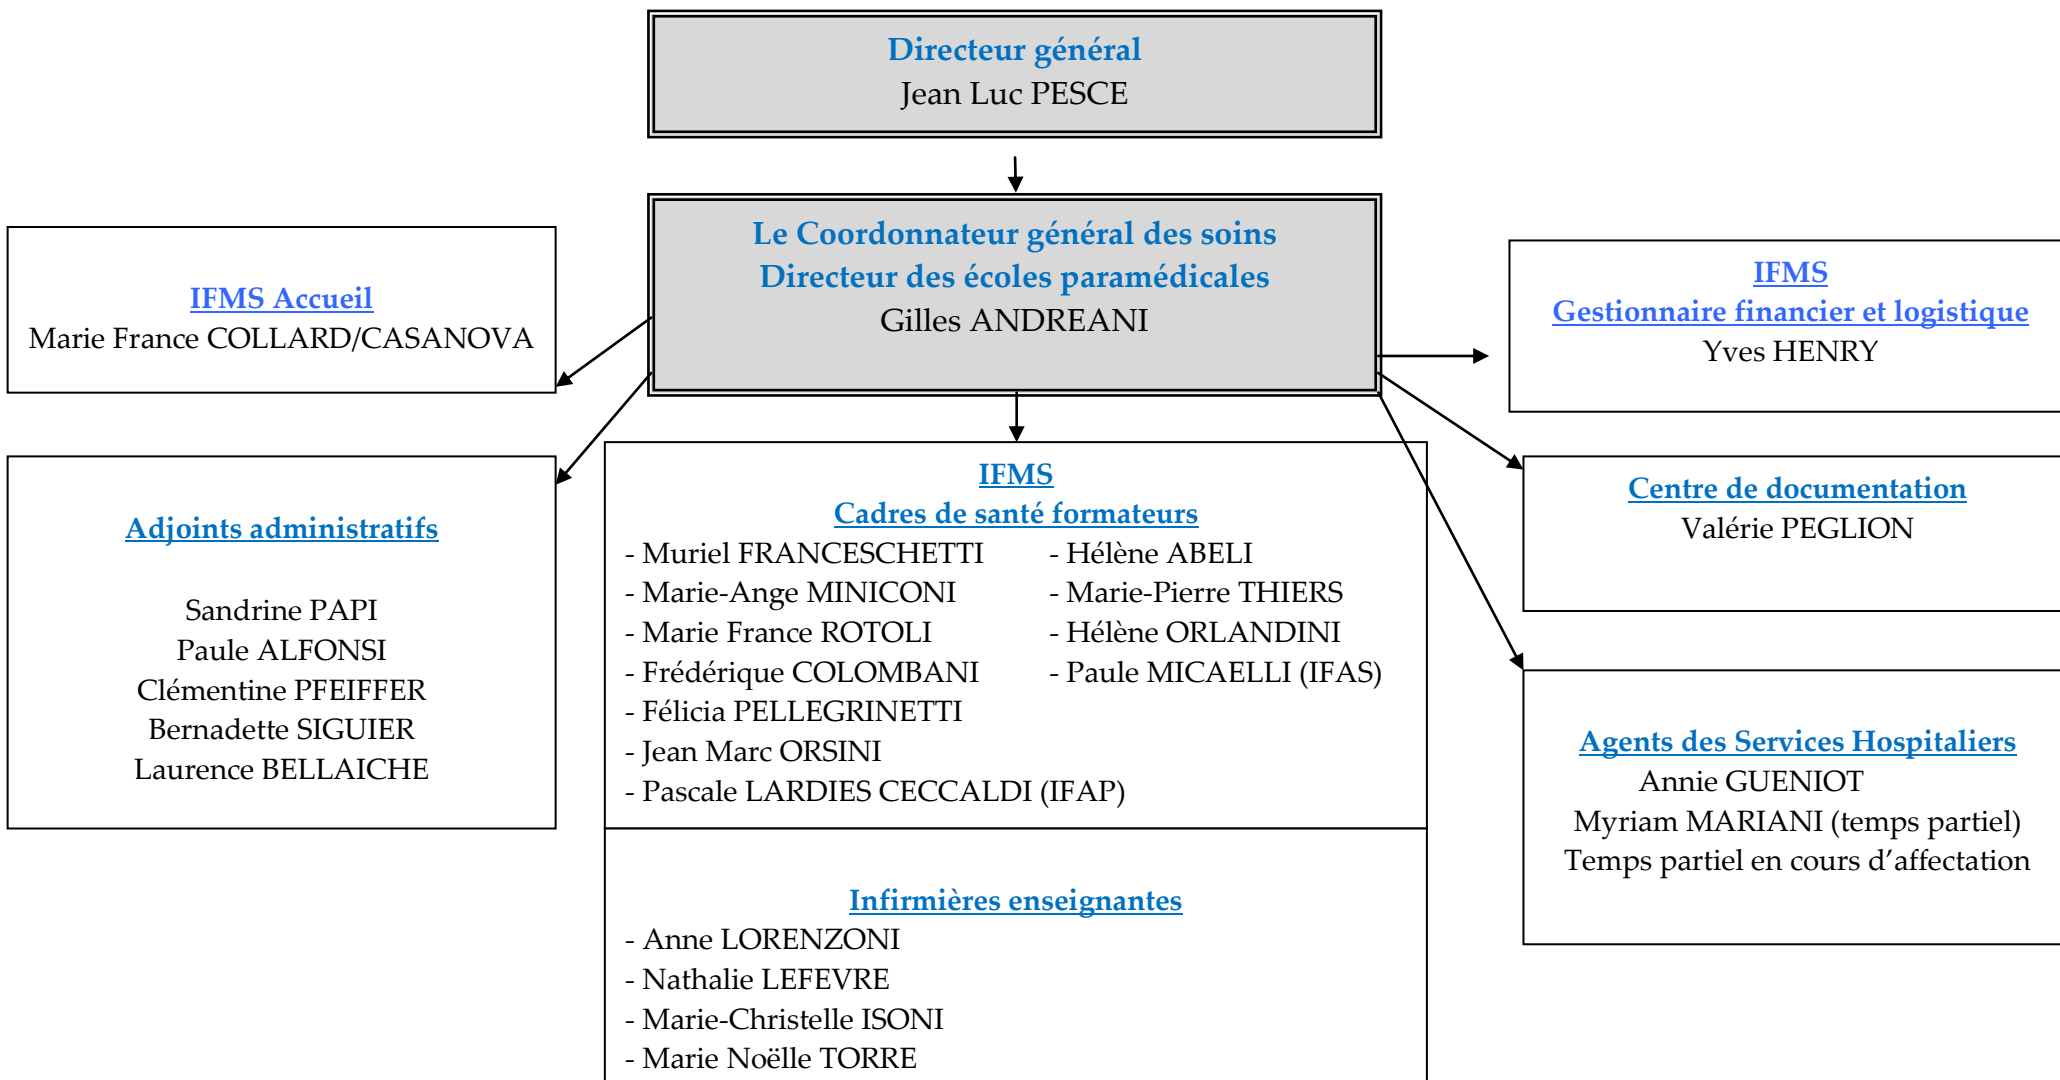 Directeur général
Jean Luc PESCE
Le Coordonnateur général des soins
Directeur des écoles paramédicales
Gilles ANDREANI
IFMS Accueil
Marie France COLLARD/CASANOVA
IFMS
Gestionnaire financier et logistique
Yves HENRY
Adjoints administratifs
Sandrine PAPI
Paule ALFONSI
Clémentine PFEIFFER
Bernadette SIGUIER
Laurence BELLAICHE
IFMS
Cadres de santé formateurs
- Muriel FRANCESCHETTI
- Marie-Ange MINICONI
- Marie France ROTOLI
- Frédérique COLOMBANI
- Félicia PELLEGRINETTI
- Jean Marc ORSINI
- Pascale LARDIES CECCALDI (IFAP)
- Hélène ABELI
- Marie-Pierre THIERS
- Hélène ORLANDINI
- Paule MICAELLI (IFAS)
Infirmières enseignantes
- Anne LORENZONI
- Nathalie LEFEVRE
- Marie-Christelle ISONI
- Marie Noëlle TORRE
Centre de documentation
Valérie PEGLION
Agents des Services Hospitaliers
Annie GUENIOT
Myriam MARIANI (temps partiel)
Temps partiel en cours d’affectation